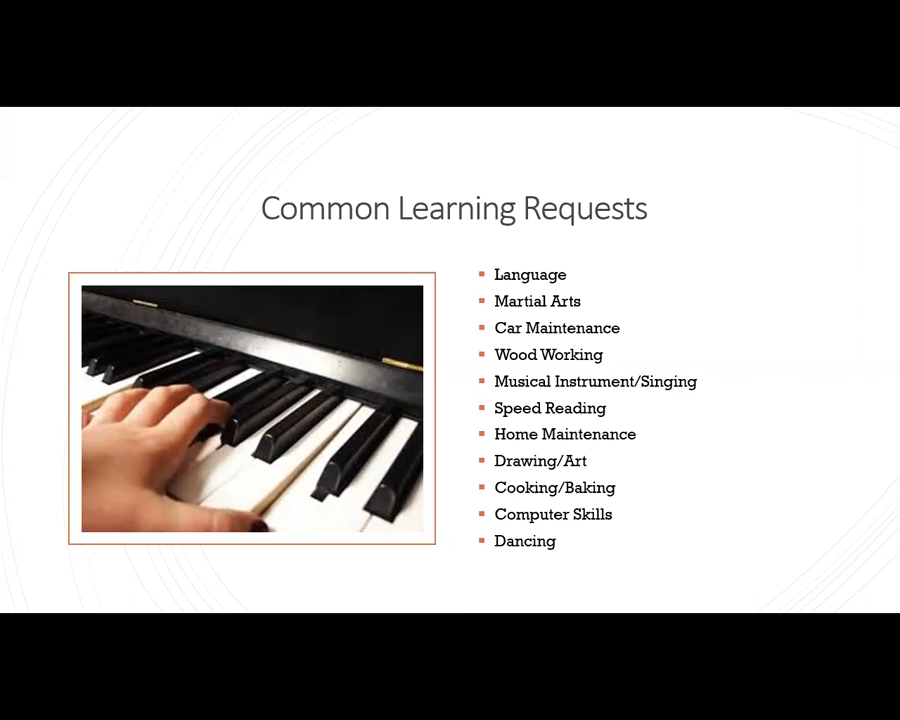 Common Learning Requests
Language
Martial Arts
Car Maintenance
Wood Working
Musical Instrument/Singing
Speed Reading
Home Maintenance
Drawing/Art
Cooking/Baking
Computer Skills
Dancing